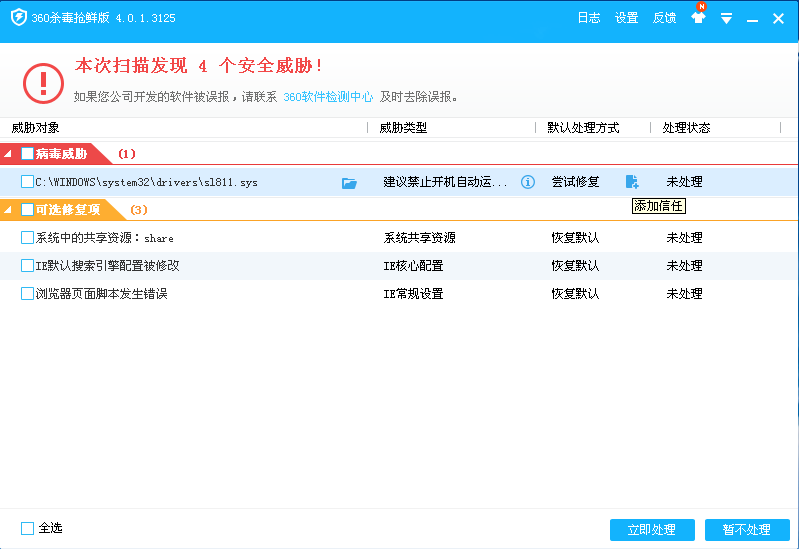 360杀毒抢鲜版 4.0.1.3125
日志 设置 反馈 N
本次扫描发现 4 个安全威胁！
如果您公司开发的软件被误报，请联系 360软件检测中心 及时去除误报。
威胁对象 威胁类型 默认处理方式 处理状态
病毒威胁 (1)
C:\WINDOWS\system32\drivers\sl811.sys 建议禁止开机自动运... 尝试修复 未处理
添加信任
可选修复项 (3)
系统中的共享资源：share 系统共享资源 恢复默认 未处理
IE默认搜索引擎配置被修改 IE核心配置 恢复默认 未处理
浏览器页面脚本发生错误 IE常规设置 恢复默认 未处理
全选 立即处理 暂不处理